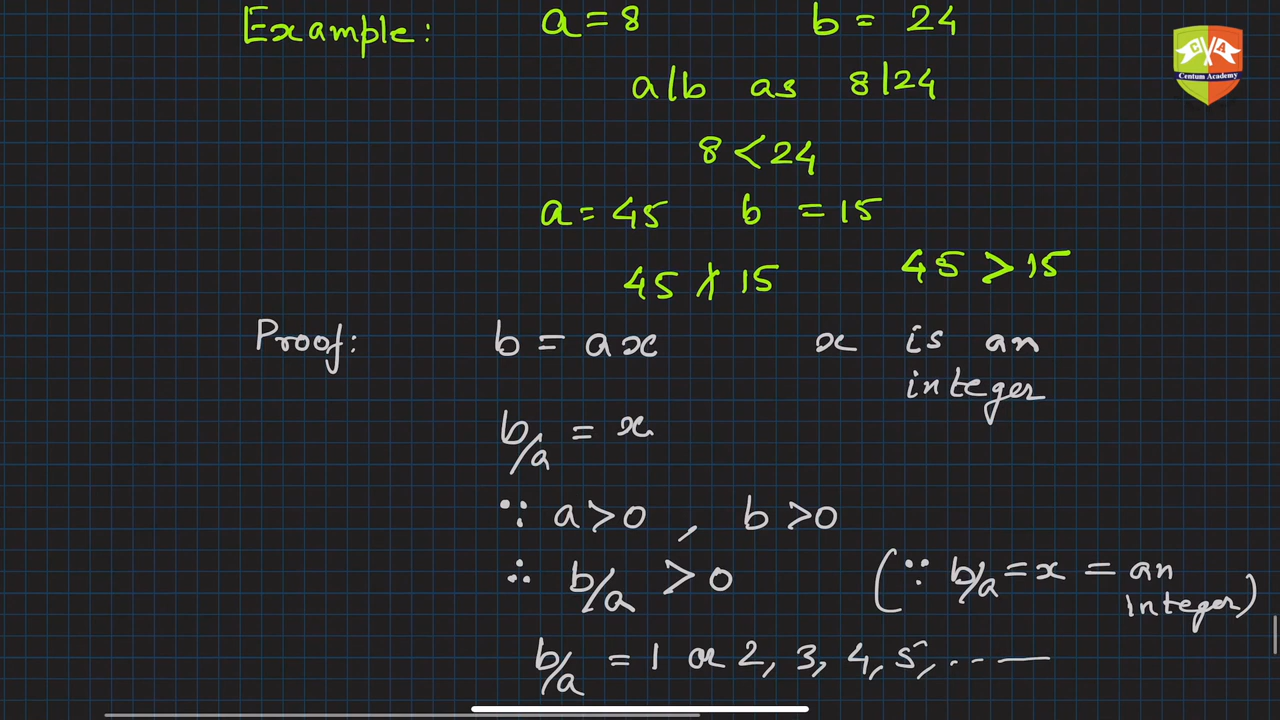 Example: a = 8 b = 24
C A
Centum Academy
a|b as 8|24
8 < 24
a = 45 b = 15
45 ∤ 15 45 > 15
Proof: b = ax x is an integer
b/a = x
∵ a > 0 , b > 0
∴ b/a > 0 (∵ b/a = x = an integer)
b/a = 1 or 2, 3, 4, 5, ------